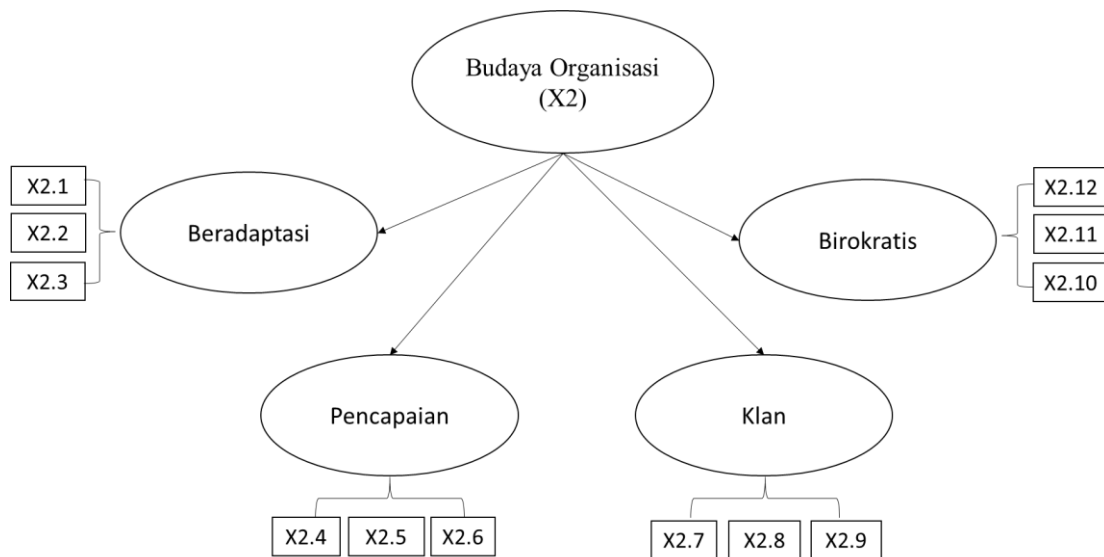 Budaya Organisasi
(X2)
X2.1
X2.2
X2.3
Beradaptasi
Birokratis
X2.12
X2.11
X2.10
Pencapaian
Klan
X2.4
X2.5
X2.6
X2.7
X2.8
X2.9